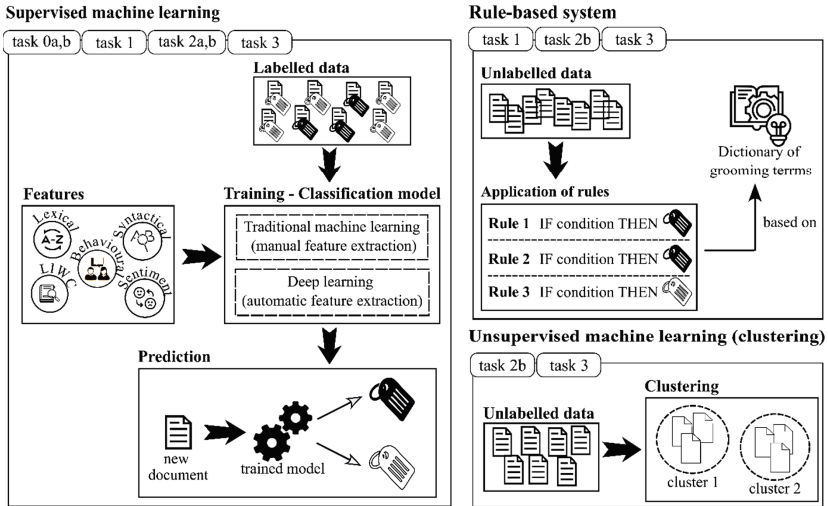 Supervised machine learning
task 0a,b
task 1
task 2a,b
task 3
Labelled data
Features
Lexical
A-Z
Syntactical
A
B
Behavioural
LIWC
Sentiment
Training - Classification model
Traditional machine learning
(manual feature extraction)
Deep learning
(automatic feature extraction)
Prediction
new
document
trained model
Rule-based system
task 1
task 2b
task 3
Unlabelled data
Dictionary of
grooming terms
Application of rules
Rule 1 IF condition THEN
Rule 2 IF condition THEN
Rule 3 IF condition THEN
based on
Unsupervised machine learning (clustering)
task 2b
task 3
Unlabelled data
Clustering
cluster 1
cluster 2